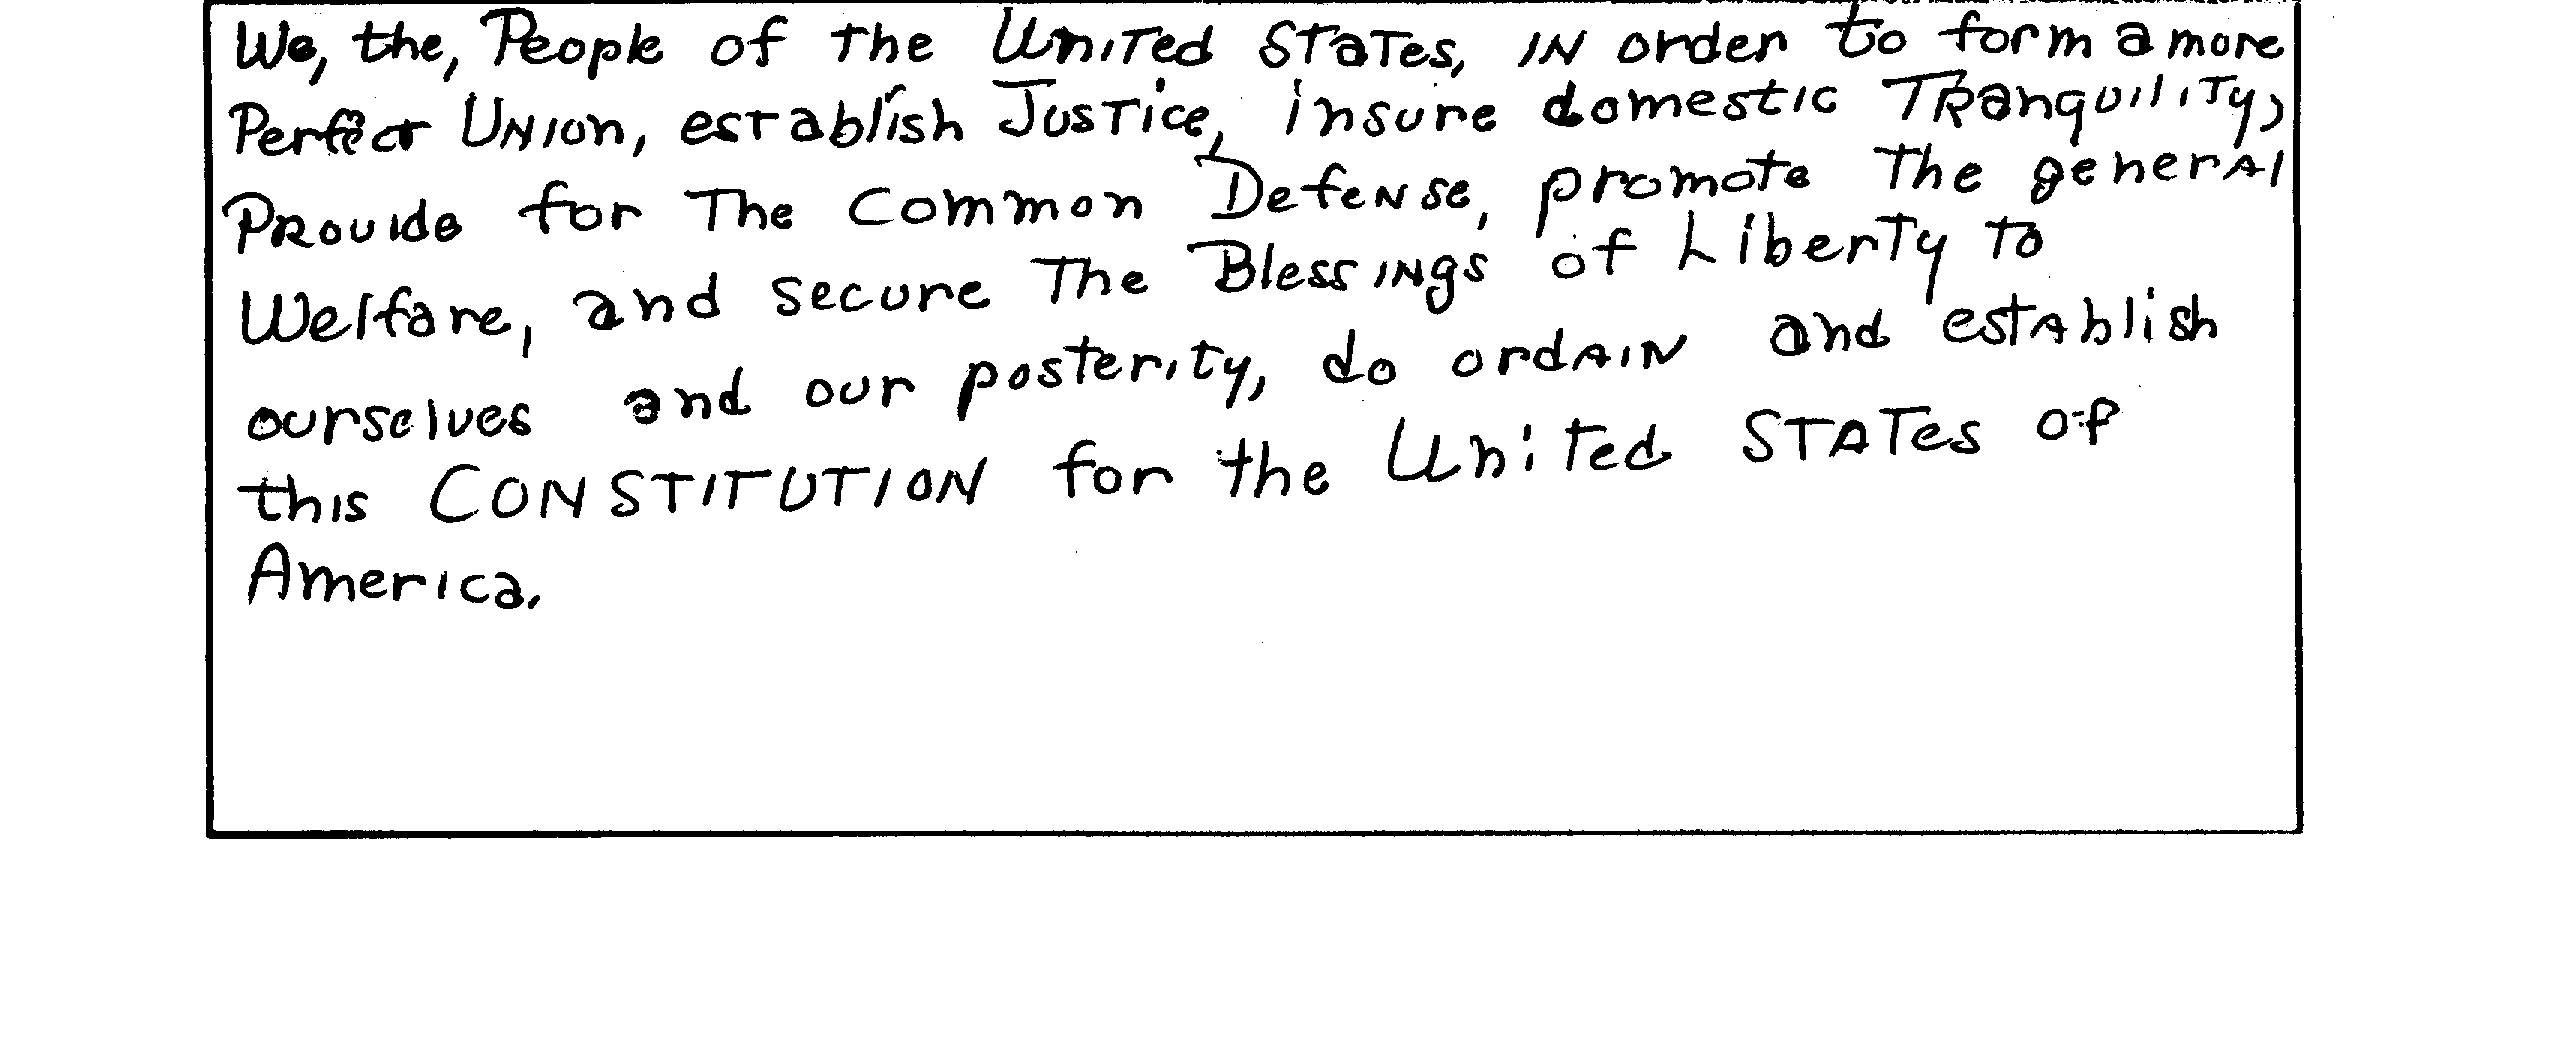 We, the, People of the United States, in order to form a more
Perfect Union, establish Justice, insure domestic Tranquility,
Provide for The Common Defense, promote The general
Welfare, and secure The Blessings of Liberty to
ourselves and our posterity, do ordain and establish
this CONSTITUTION for the United STATes of
America.